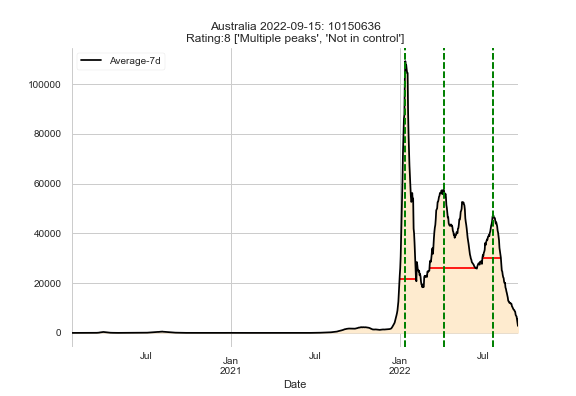 Australia 2022-09-15: 10150636
Rating:8 ['Multiple peaks', 'Not in control']
Average-7d
100000
80000
60000
40000
20000
0
Jul
Jan
2021
Jul
Jan
2022
Jul
Date